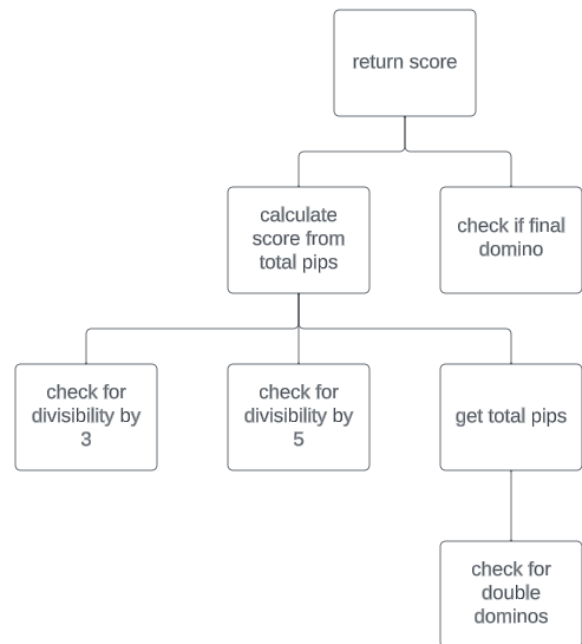 return score
calculate
score from
total pips
check if final
domino
check for
divisibility by
3
check for
divisibility by
5
get total pips
check for
double
dominos